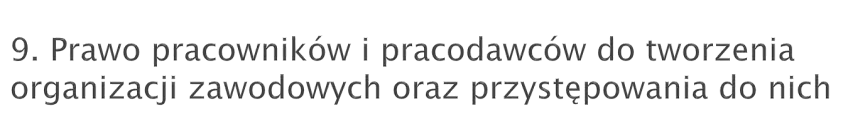 9. Prawo pracowników i pracodawców do tworzenia
organizacji zawodowych oraz przystępowania do nich